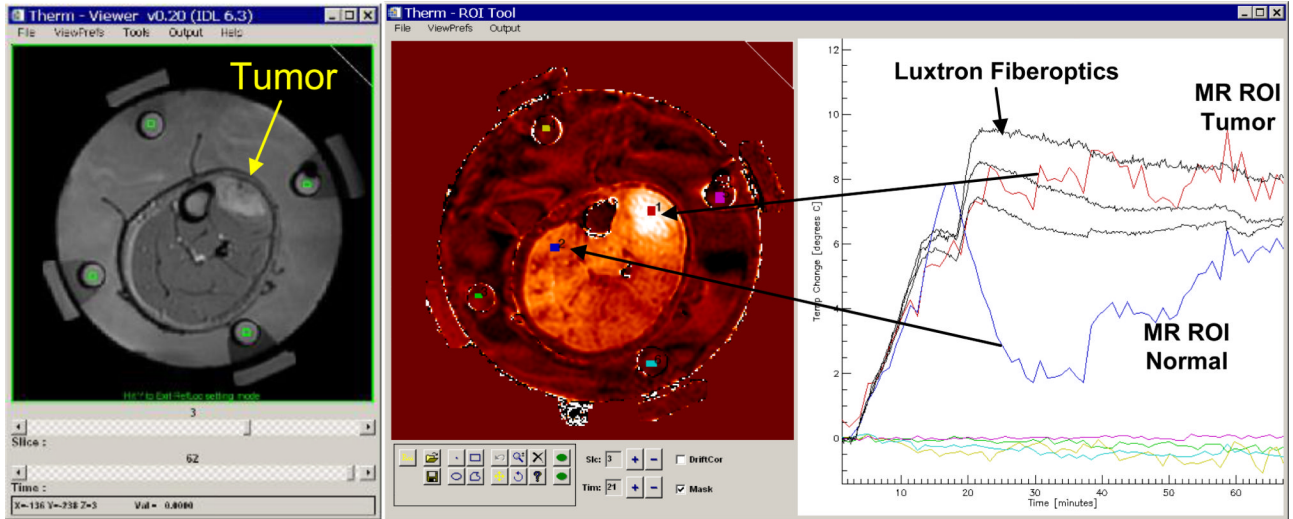 Therm - Viewer v0.20 (IDL 6.3)
File ViewPrefs Tools Output Help
Tumor
3
Slice :
62
Time :
X=-136 Y=-238 Z=3 Val = 0.0000
Therm - ROI Tool
File ViewPrefs Output
1
2
Slc: 3 + - DriftCor
Tim: 21 + - Mask
Luxtron Fiberoptics
MR ROI
Tumor
MR ROI
Normal
12
10
8
6
4
2
0
Temp Change [degrees C]
10 20 30 40 50 60
Time [minutes]